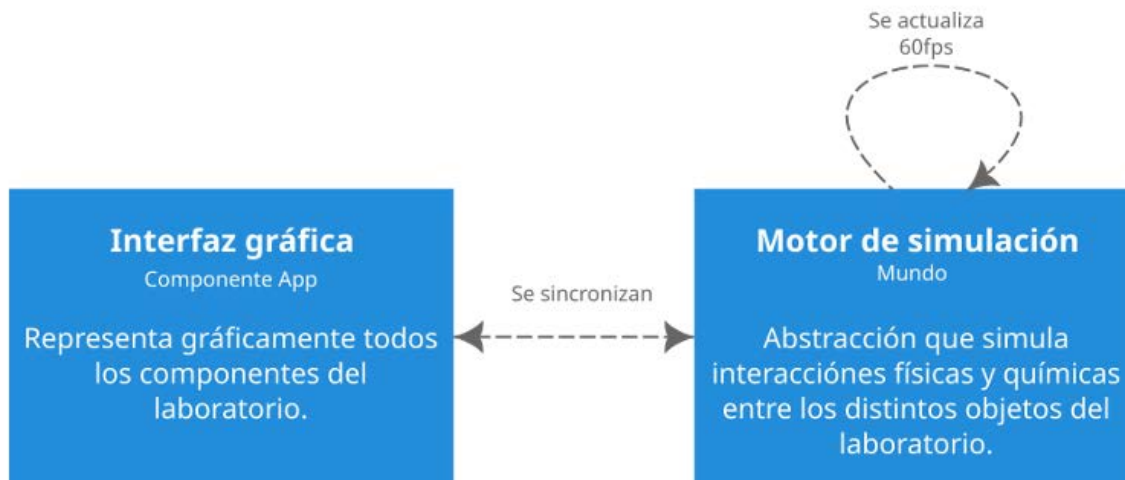 Se actualiza
60fps
Interfaz gráfica
Componente App
Representa gráficamente todos
los componentes del
laboratorio.
Se sincronizan
Motor de simulación
Mundo
Abstracción que simula
interacciónes físicas y químicas
entre los distintos objetos del
laboratorio.